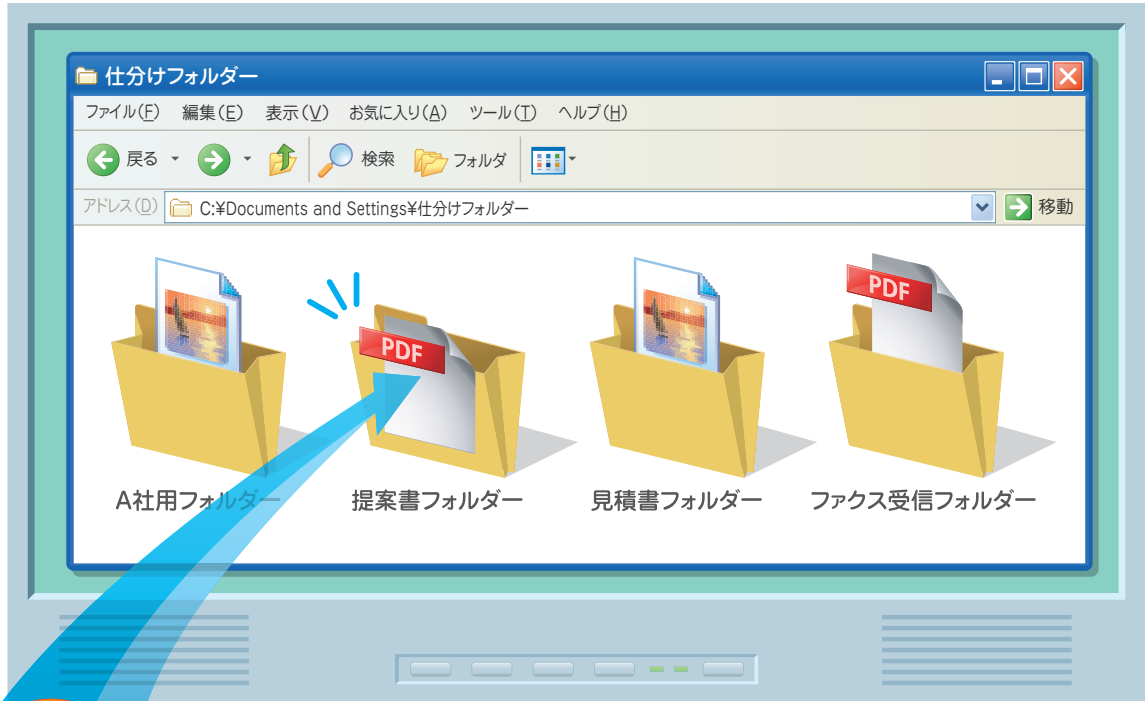 仕分けフォルダー
ファイル(F) 編集(E) 表示(V) お気に入り(A) ツール(T) ヘルプ(H)
戻る 検索 フォルダ
アドレス(D) C:¥Documents and Settings¥仕分けフォルダー 移動
PDF
PDF
A社用フォルダー 提案書フォルダー 見積書フォルダー ファクス受信フォルダー